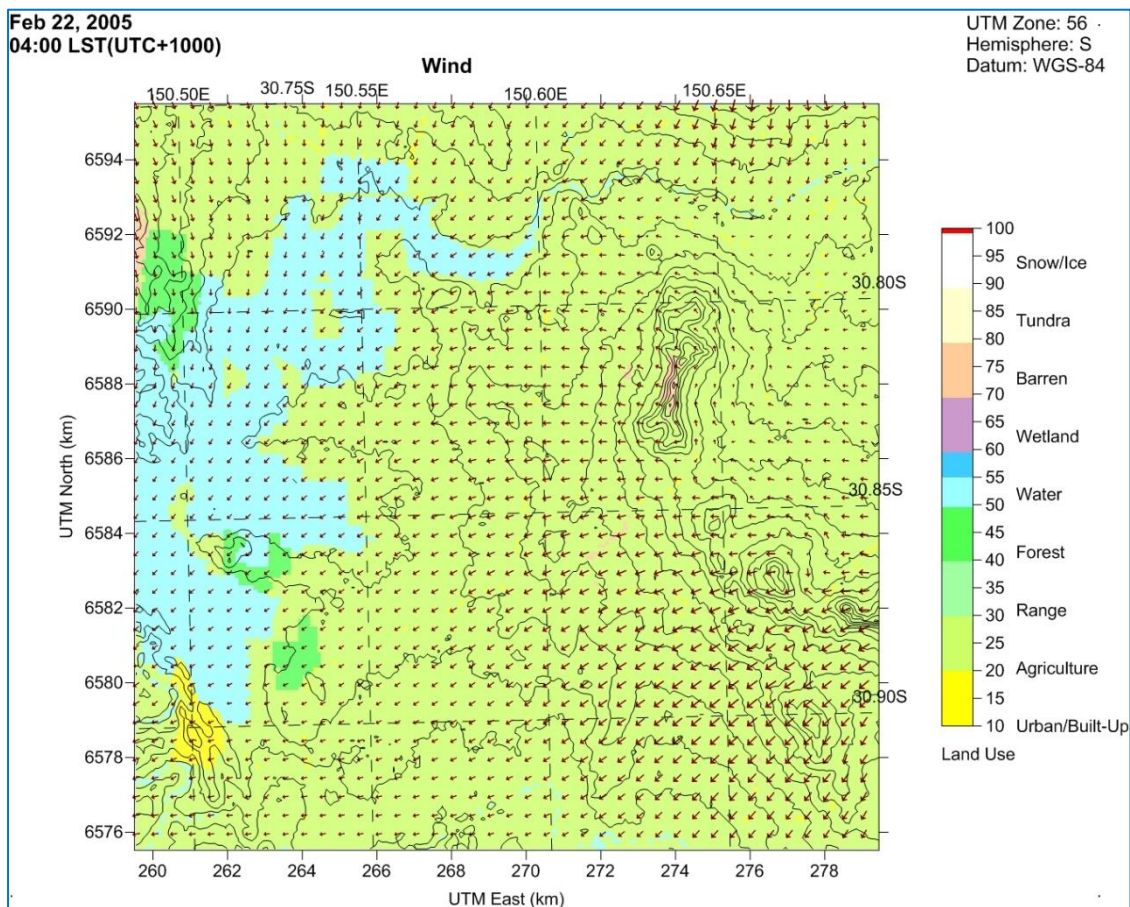 Feb 22, 2005
04:00 LST(UTC+1000)
UTM Zone: 56
Hemisphere: S
Datum: WGS-84
Wind
150.50E 30.75S 150.55E 150.60E 150.65E
6594
6592
6590
6588
6586
6584
6582
6580
6578
6576
UTM North (km)
30.80S
30.85S
30.90S
260 262 264 266 268 270 272 274 276 278
UTM East (km)
100
95 Snow/Ice
90
85
80 Tundra
75
70 Barren
65
60 Wetland
55
50 Water
45
40 Forest
35
30 Range
25
20 Agriculture
15
10 Urban/Built-Up
Land Use